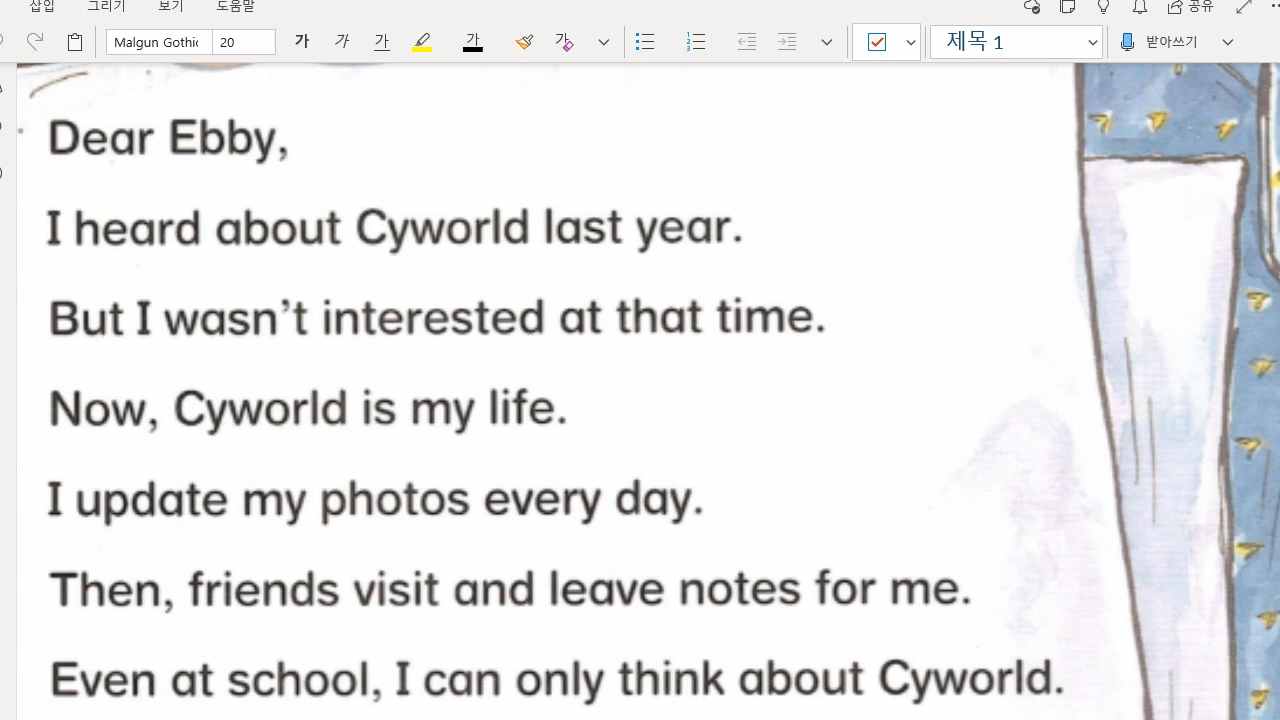 삽입 그리기 보기 도움말 공유
Malgun Gothic 20 가 가 가 가 가 제목 1 받아쓰기
Dear Ebby,
I heard about Cyworld last year.
But I wasn't interested at that time.
Now, Cyworld is my life.
I update my photos every day.
Then, friends visit and leave notes for me.
Even at school, I can only think about Cyworld.